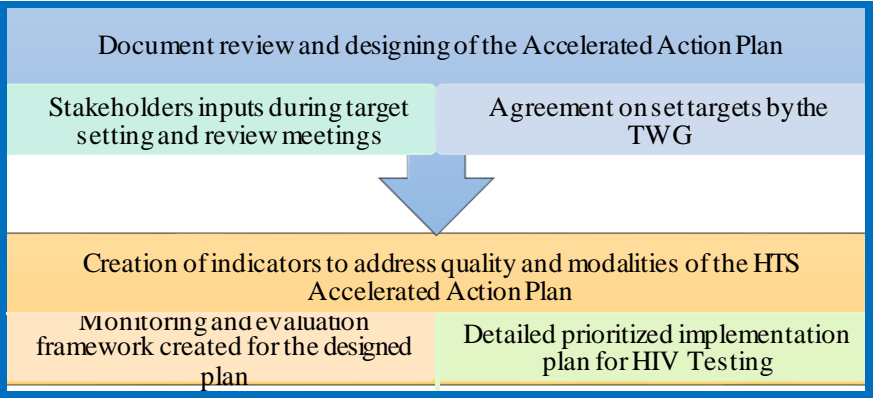 Document review and designing of the Accelerated Action Plan
Stakeholders inputs during target
setting and review meetings
Agreement on set targets by the
TWG
Creation of indicators to address quality and modalities of the HTS
Accelerated Action Plan
Monitoring and evaluation
framework created for the designed
plan
Detailed prioritized implementation
plan for HIV Testing